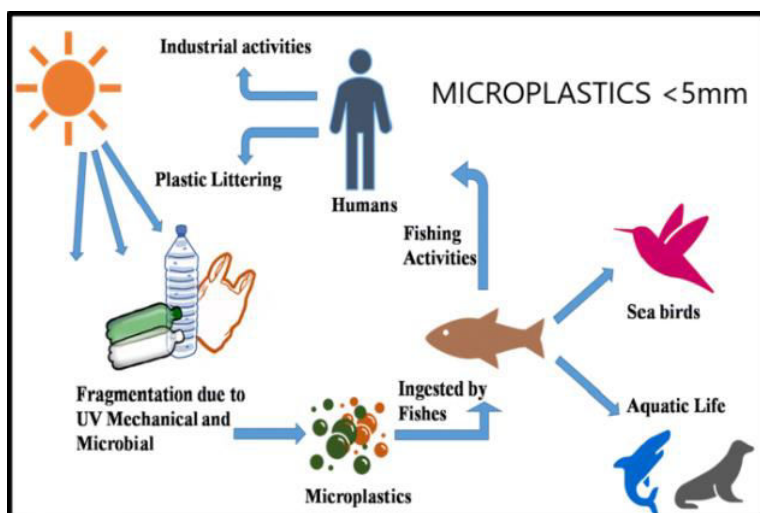 Industrial activities
MICROPLASTICS <5mm
Plastic Littering
Humans
Fishing
Activities
Sea birds
Fragmentation due to
UV Mechanical and
Microbial
Ingested by
Fishes
Aquatic Life
Microplastics